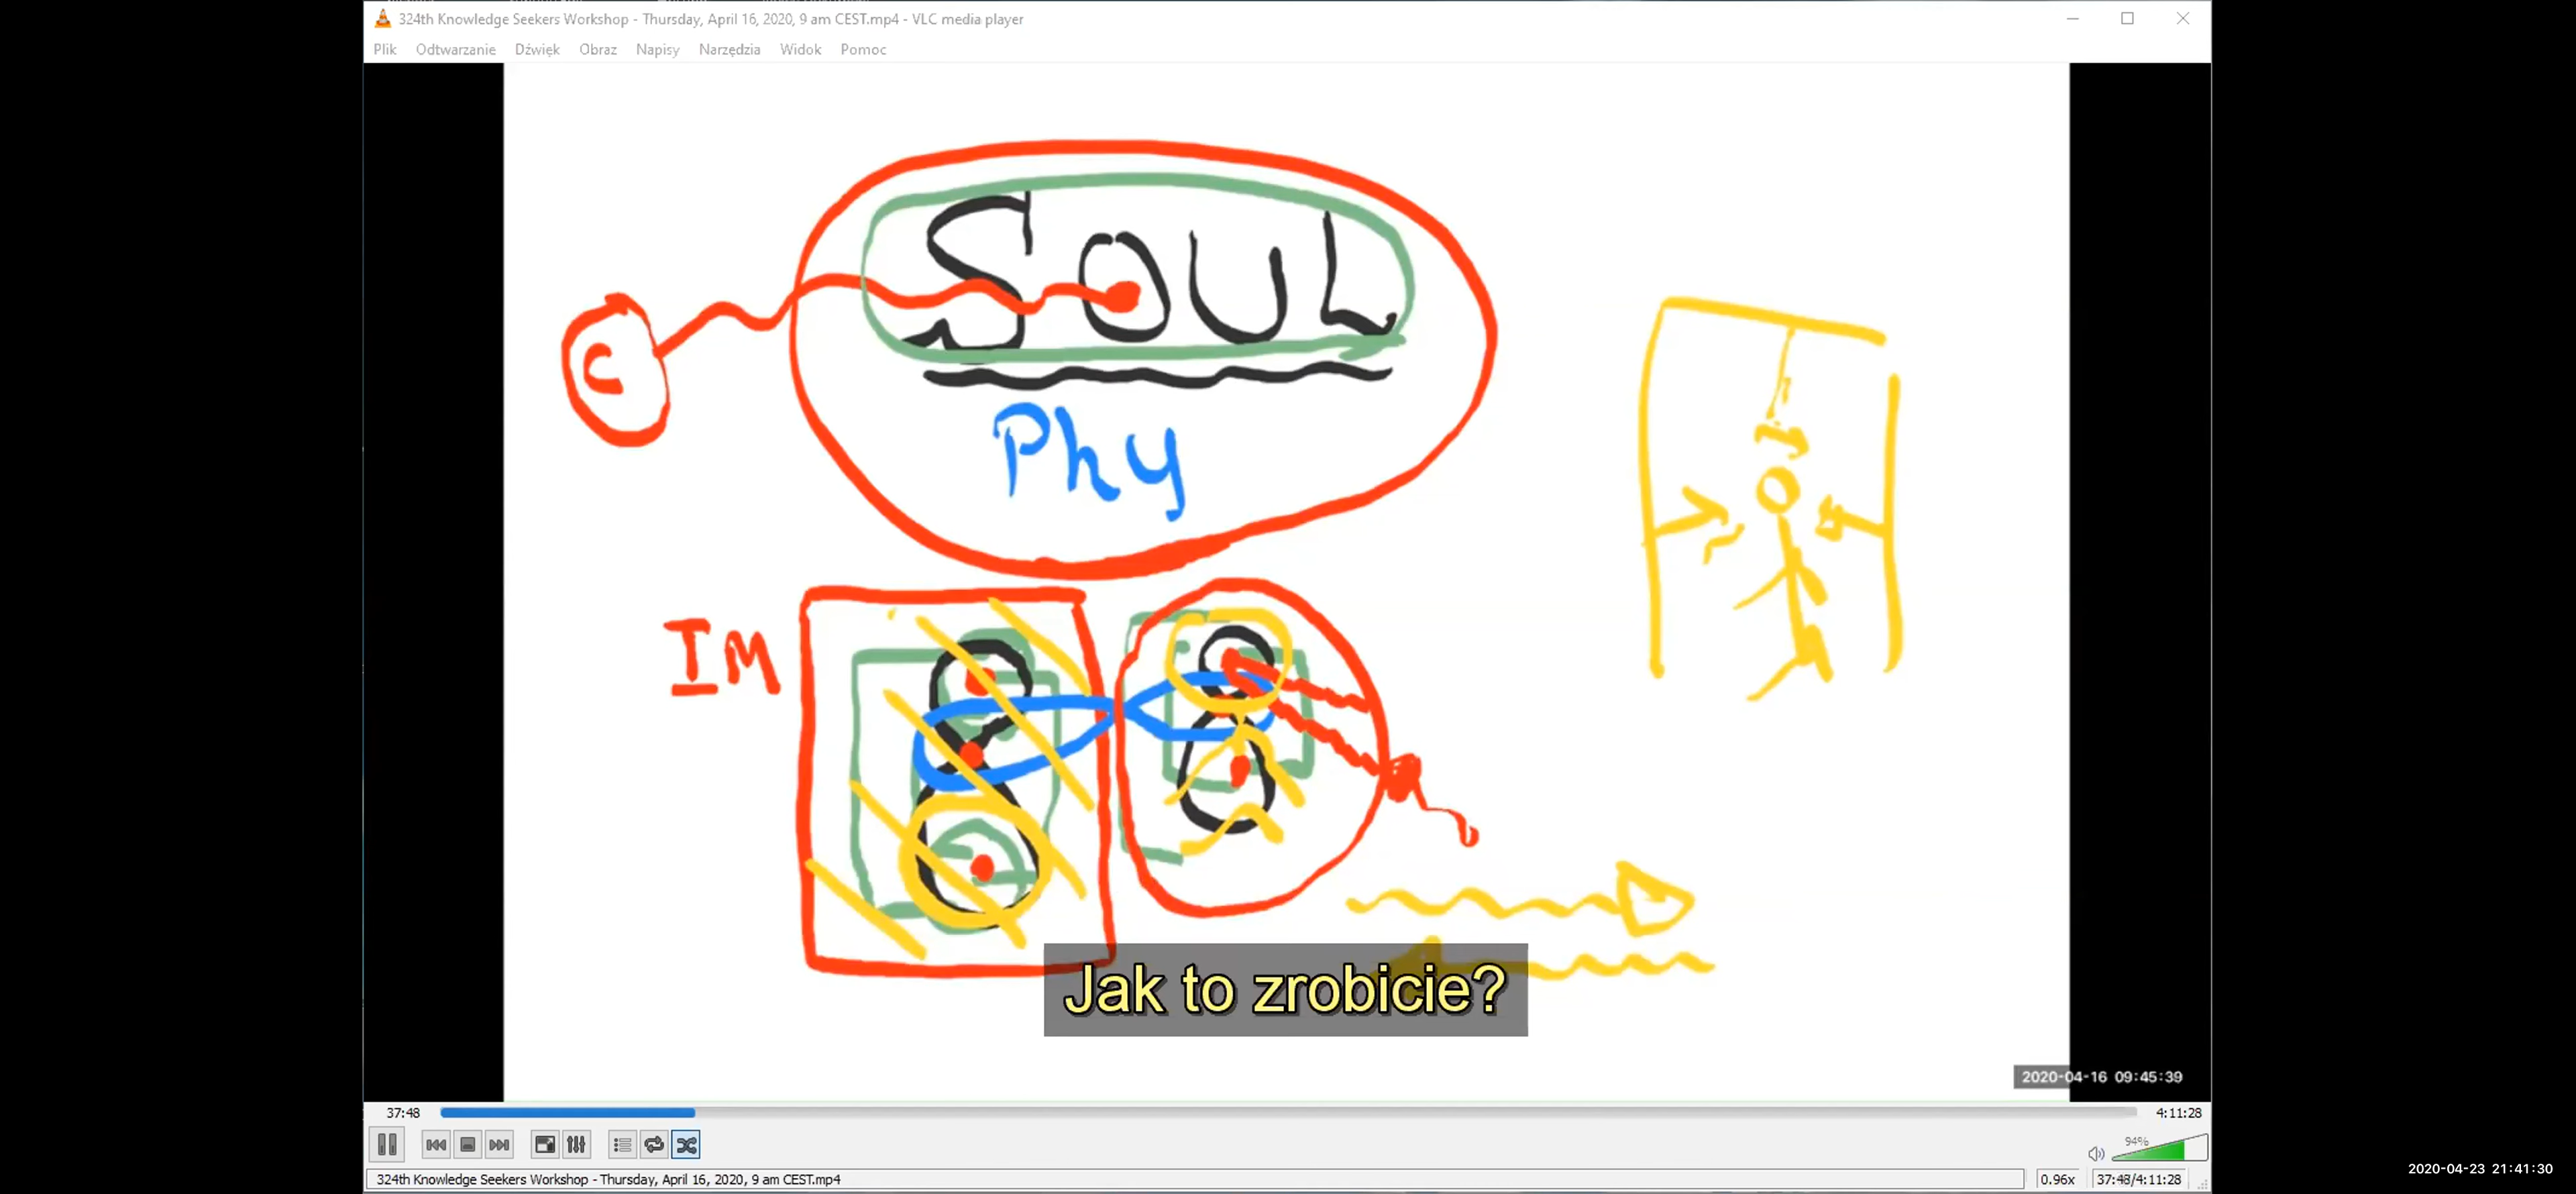 324th Knowledge Seekers Workshop - Thursday, April 16, 2020, 9 am CEST.mp4 - VLC media player
Plik Odtwarzanie Dźwięk Obraz Napisy Narzędzia Widok Pomoc
SOUL
C
Phy
IM
Jak to zrobicie?
2020-04-16 09:45:39
37:48 4:11:28
94%
324th Knowledge Seekers Workshop - Thursday, April 16, 2020, 9 am CEST.mp4 0.96x 37:48/4:11:28
2020-04-23 21:41:30